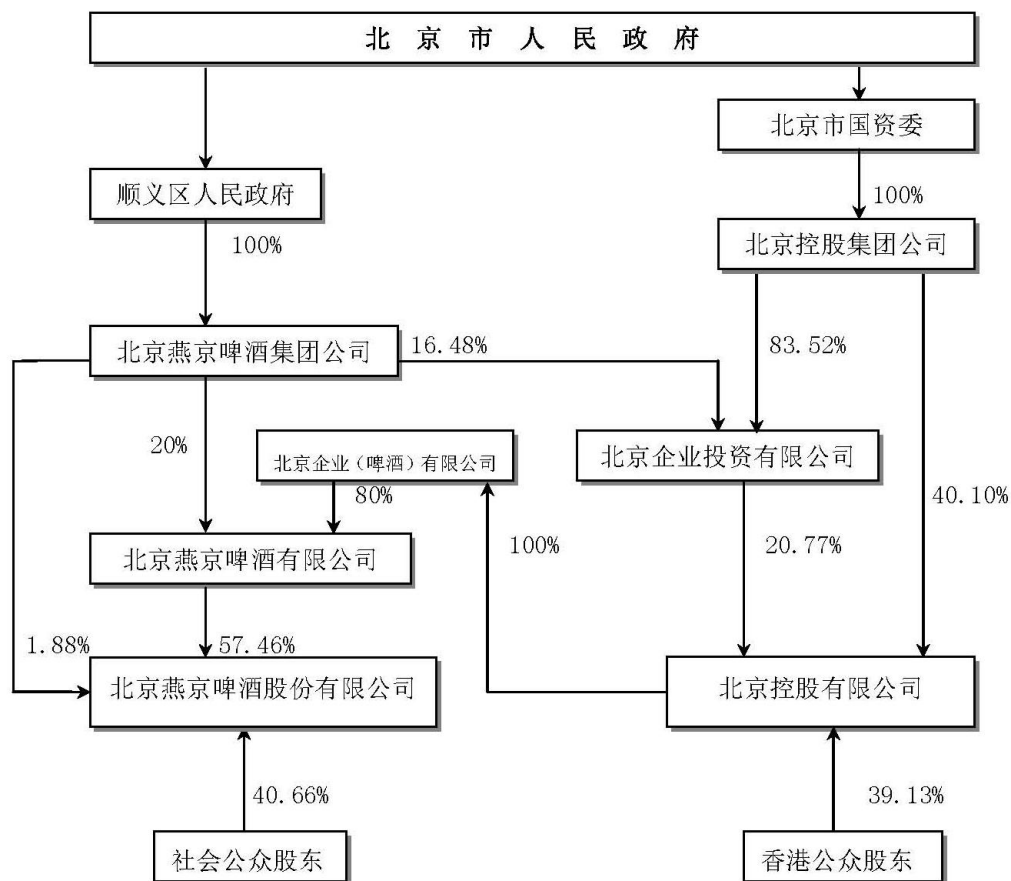 北京市人民政府
北京市国资委
顺义区人民政府
100%
100%
北京控股集团公司
北京燕京啤酒集团公司
16.48%
83.52%
20%
北京企业（啤酒）有限公司
北京企业投资有限公司
80%
40.10%
100%
20.77%
北京燕京啤酒有限公司
1.88%
57.46%
北京燕京啤酒股份有限公司
北京控股有限公司
40.66%
39.13%
社会公众股东
香港公众股东